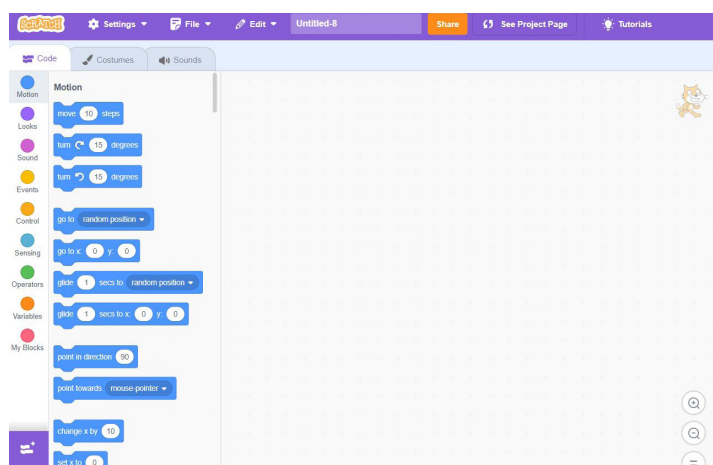 SCRATCH Settings File Edit Untitled-8 Share See Project Page Tutorials
Code Costumes Sounds
Motion
Looks
Sound
Events
Control
Sensing
Operators
Variables
My Blocks
Motion
move 10 steps
turn 15 degrees
turn 15 degrees
go to random position
go to x: 0 y: 0
glide 1 secs to random position
glide 1 secs to x: 0 y: 0
point in direction 90
point towards mouse-pointer
change x by 10
set x to 0